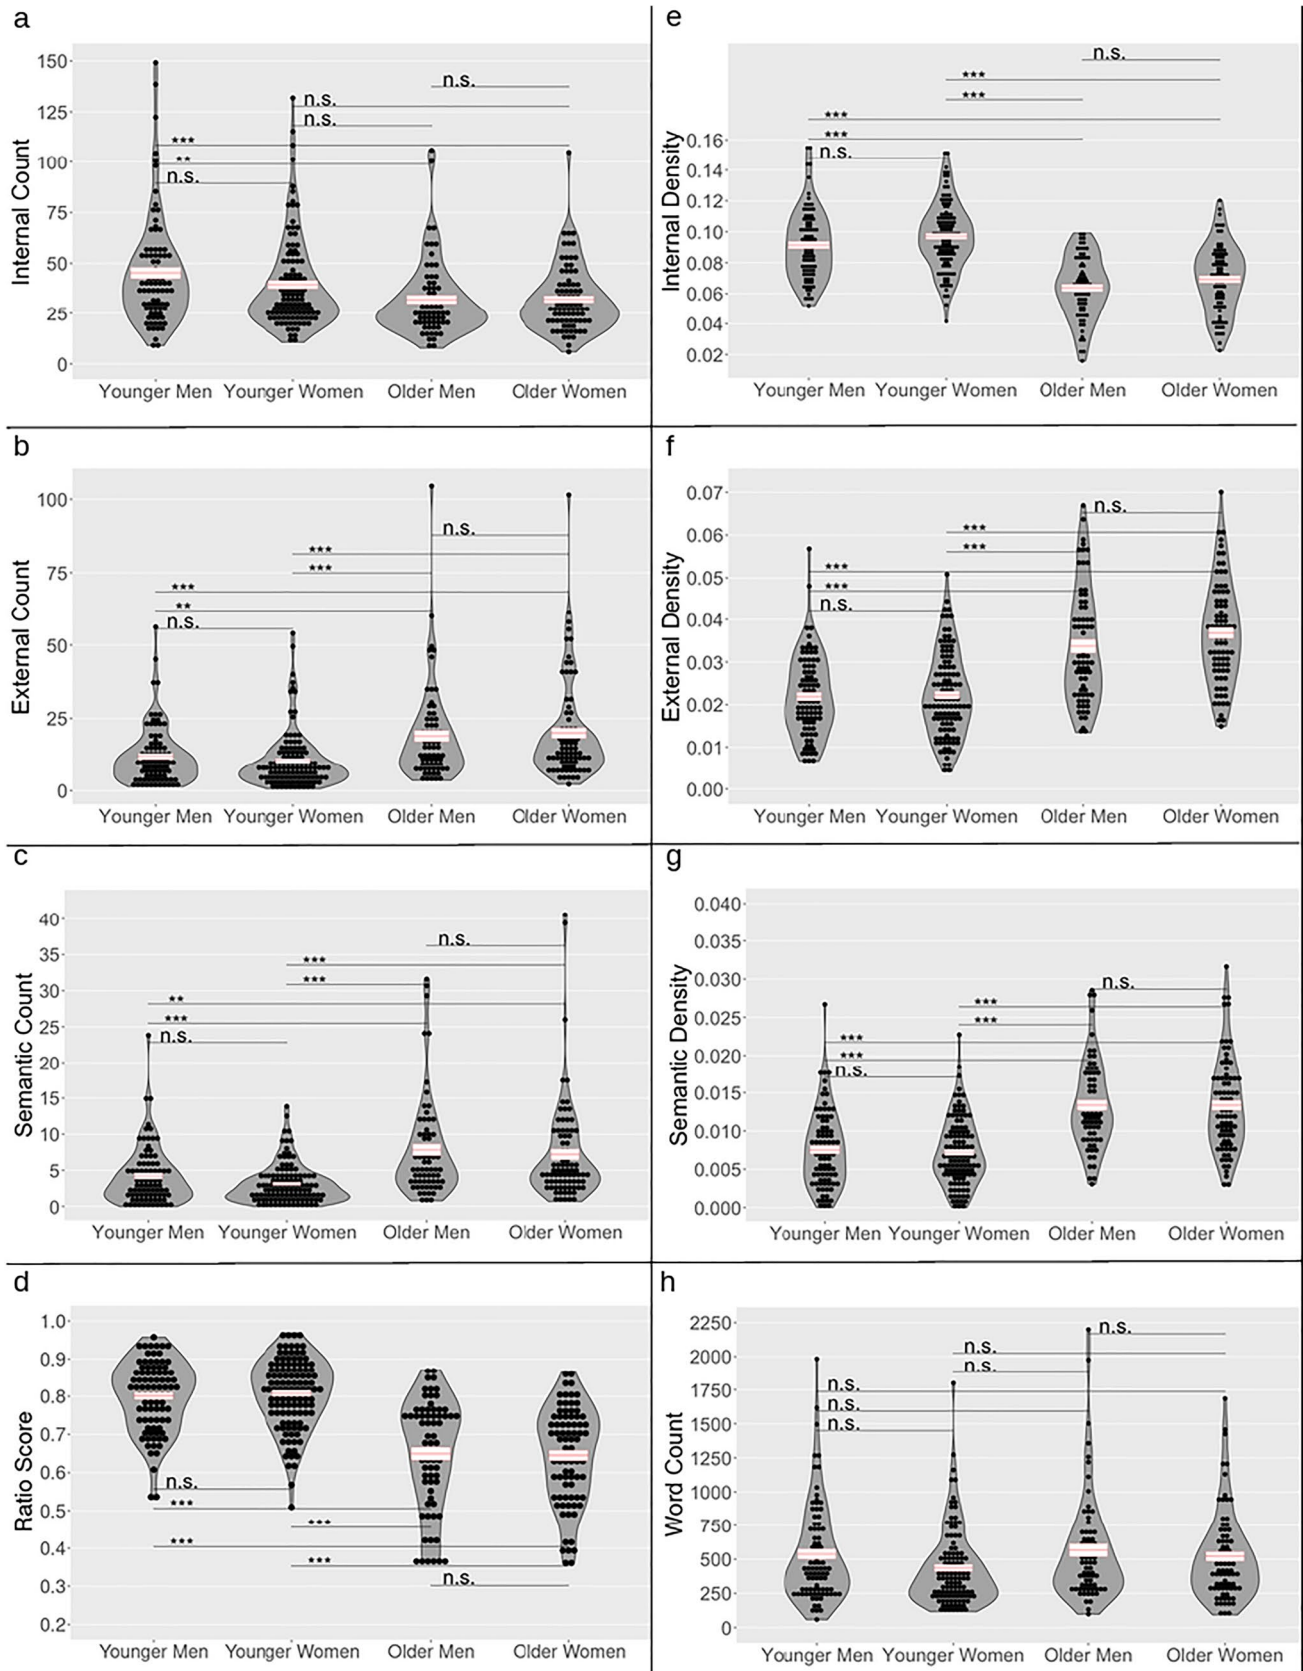 a
Internal Count
150
125
100
75
50
25
0
n.s.
n.s.
n.s.
***
**
n.s.
Younger Men Younger Women Older Men Older Women
e
Internal Density
0.16
0.14
0.12
0.10
0.08
0.06
0.04
0.02
n.s.
***
***
***
***
n.s.
Younger Men Younger Women Older Men Older Women
b
External Count
100
75
50
25
0
n.s.
***
***
***
**
n.s.
Younger Men Younger Women Older Men Older Women
f
External Density
0.07
0.06
0.05
0.04
0.03
0.02
0.01
0.00
n.s.
***
***
***
***
n.s.
Younger Men Younger Women Older Men Older Women
c
Semantic Count
40
35
30
25
20
15
10
5
0
n.s.
***
***
**
***
n.s.
Younger Men Younger Women Older Men Older Women
g
Semantic Density
0.040
0.035
0.030
0.025
0.020
0.015
0.010
0.005
0.000
n.s.
***
***
***
***
n.s.
Younger Men Younger Women Older Men Older Women
d
Ratio Score
1.0
0.9
0.8
0.7
0.6
0.5
0.4
0.3
0.2
n.s.
***
***
***
***
n.s.
Younger Men Younger Women Older Men Older Women
h
Word Count
2250
2000
1750
1500
1250
1000
750
500
250
0
n.s.
n.s.
n.s.
n.s.
n.s.
n.s.
Younger Men Younger Women Older Men Older Women